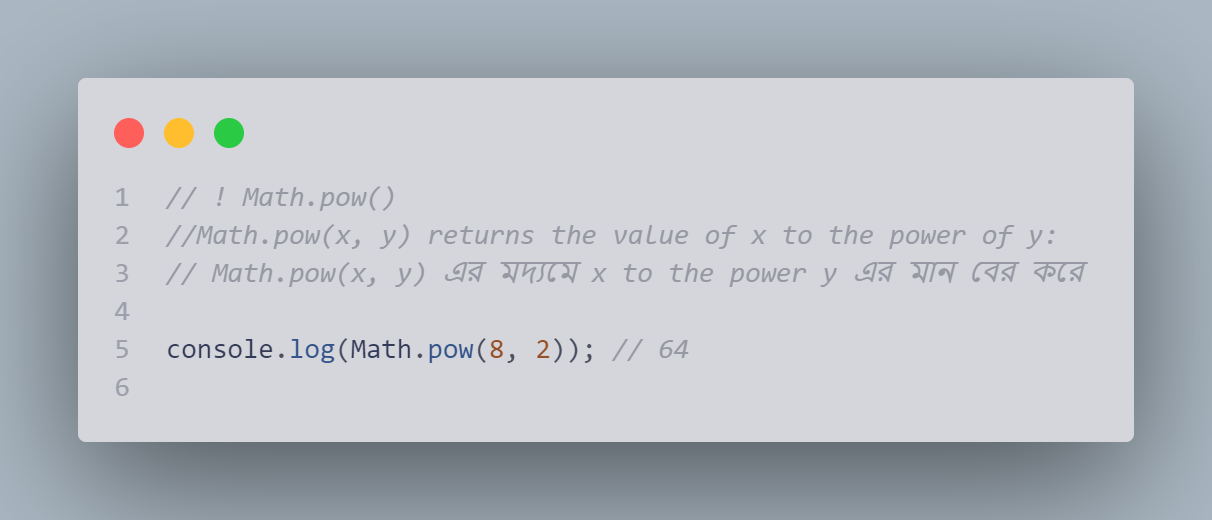 1 // ! Math.pow()
2 //Math.pow(x, y) returns the value of x to the power of y:
3 // Math.pow(x, y) এর মদ্যমে x to the power y এর মান বের করে
4
5 console.log(Math.pow(8, 2)); // 64
6